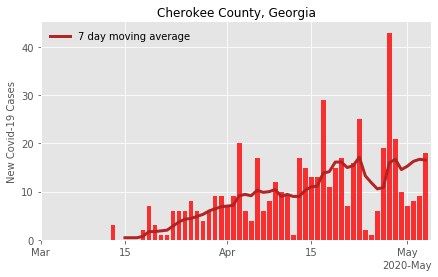 Cherokee County, Georgia
7 day moving average
New Covid-19 Cases
40
30
20
10
0
Mar 15 April 15 May
2020-May